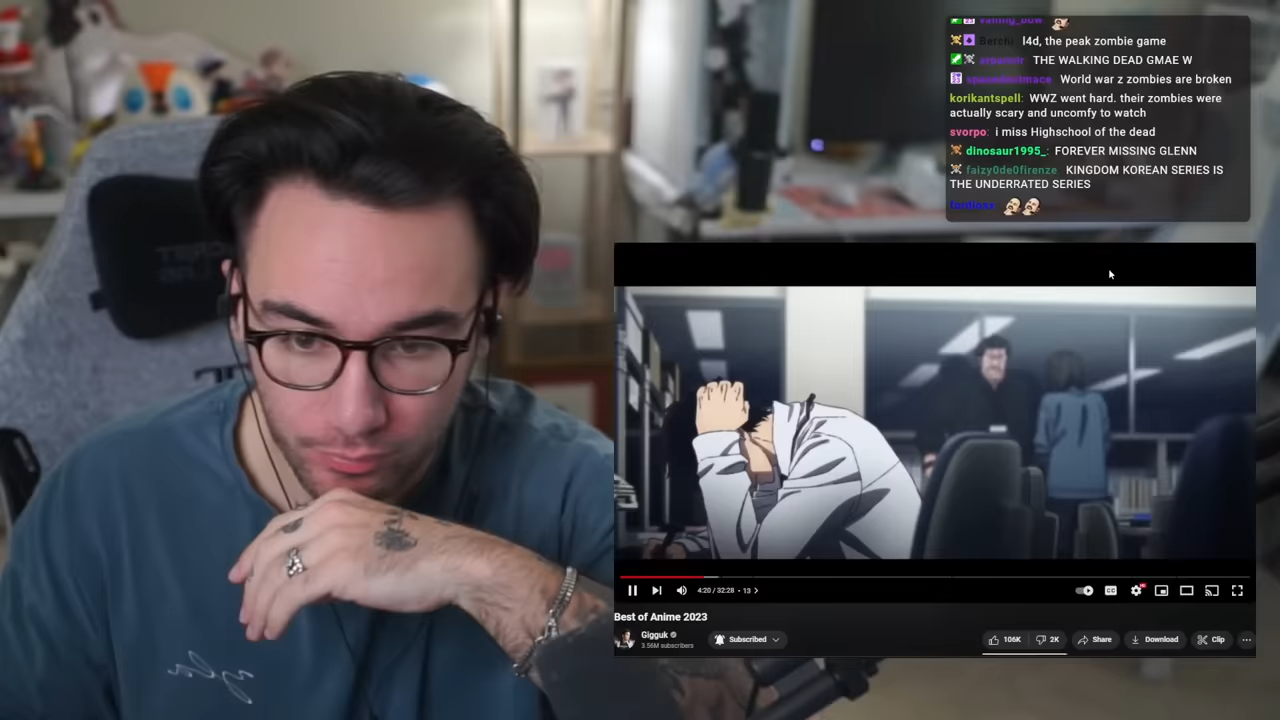 vaming_bow
Berchi l4d, the peak zombie game
THE WALKING DEAD GMAE W
World war z zombies are broken
korikantspell: WWZ went hard. their zombies were
actually scary and uncomfy to watch
svorpo: i miss Highschool of the dead
dinosaur1995_: FOREVER MISSING GLENN
faizy0de0firenze KINGDOM KOREAN SERIES IS
THE UNDERRATED SERIES
4:20 / 32:28 • 13 >
Best of Anime 2023
Gigguk
3.56M subscribers
Subscribed
106K
2K
Share
Download
Clip